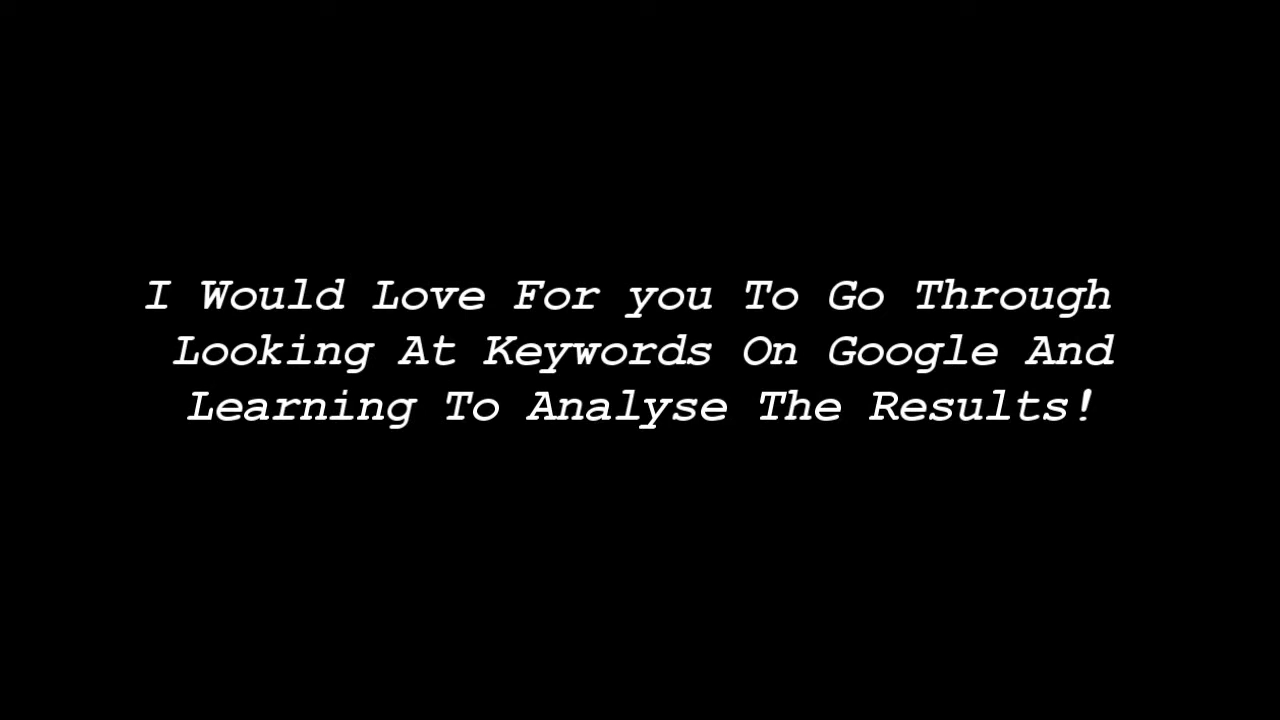 I Would Love For you To Go Through
Looking At Keywords On Google And
Learning To Analyse The Results!